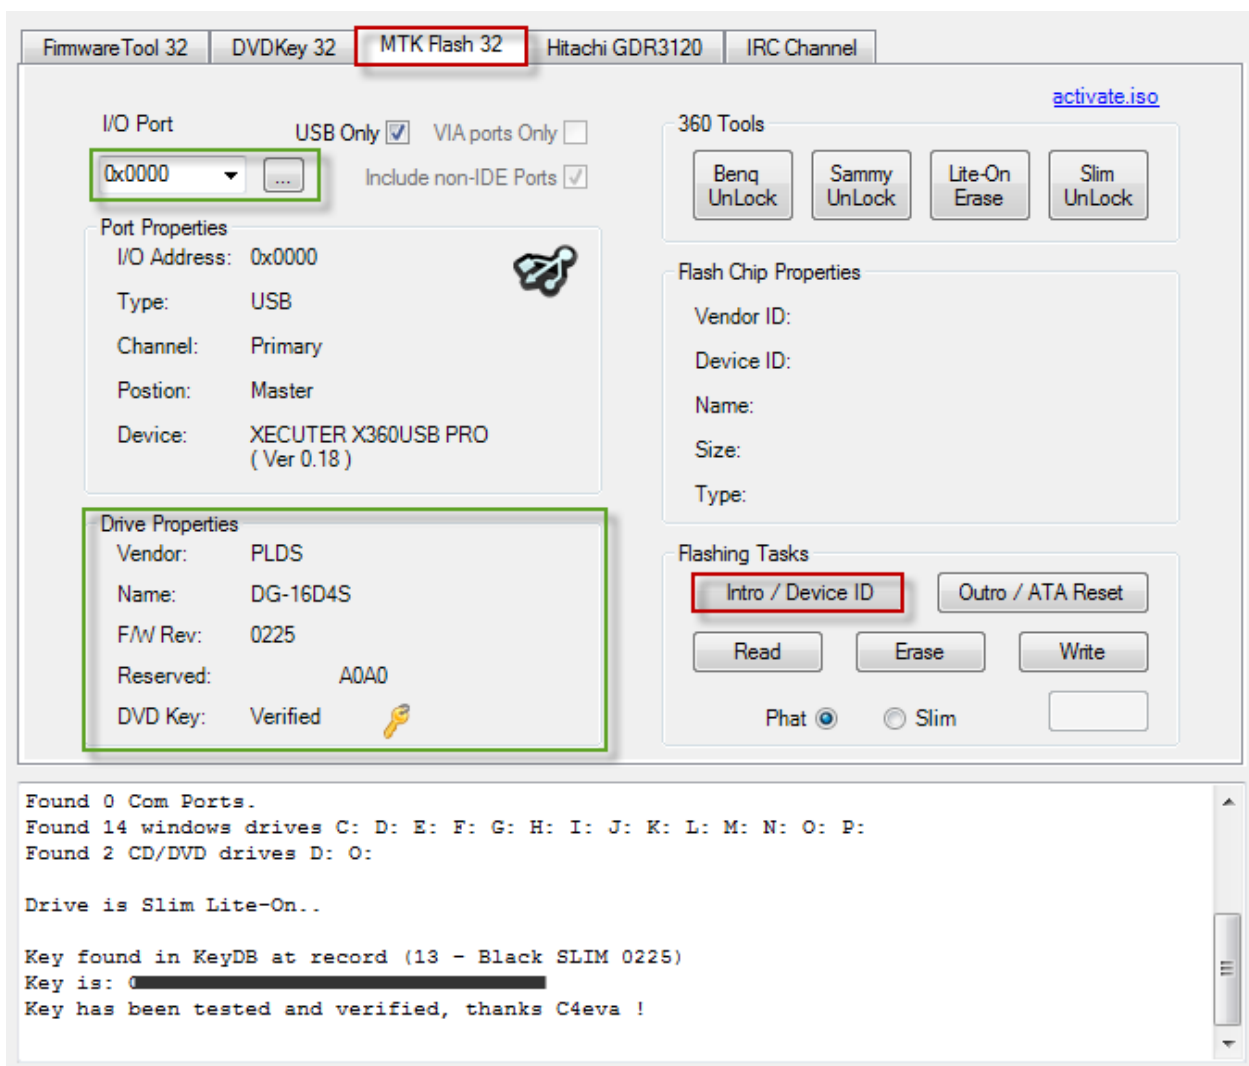 FirmwareTool 32 DVDKey 32 MTK Flash 32 Hitachi GDR3120 IRC Channel
activate.iso
I/O Port USB Only VIA ports Only
0x0000 ... Include non-IDE Ports
Port Properties
I/O Address: 0x0000
Type: USB
Channel: Primary
Postion: Master
Device: XECUTER X360USB PRO
( Ver 0.18 )
Drive Properties
Vendor: PLDS
Name: DG-16D4S
F/W Rev: 0225
Reserved: A0A0
DVD Key: Verified
360 Tools
Benq UnLock
Sammy UnLock
Lite-On Erase
Slim UnLock
Flash Chip Properties
Vendor ID:
Device ID:
Name:
Size:
Type:
Flashing Tasks
Intro / Device ID Outro / ATA Reset
Read Erase Write
Phat Slim
Found 0 Com Ports.
Found 14 windows drives C: D: E: F: G: H: I: J: K: L: M: N: O: P:
Found 2 CD/DVD drives D: O:
Drive is Slim Lite-On..
Key found in KeyDB at record (13 - Black SLIM 0225)
Key is:
Key has been tested and verified, thanks C4eva !